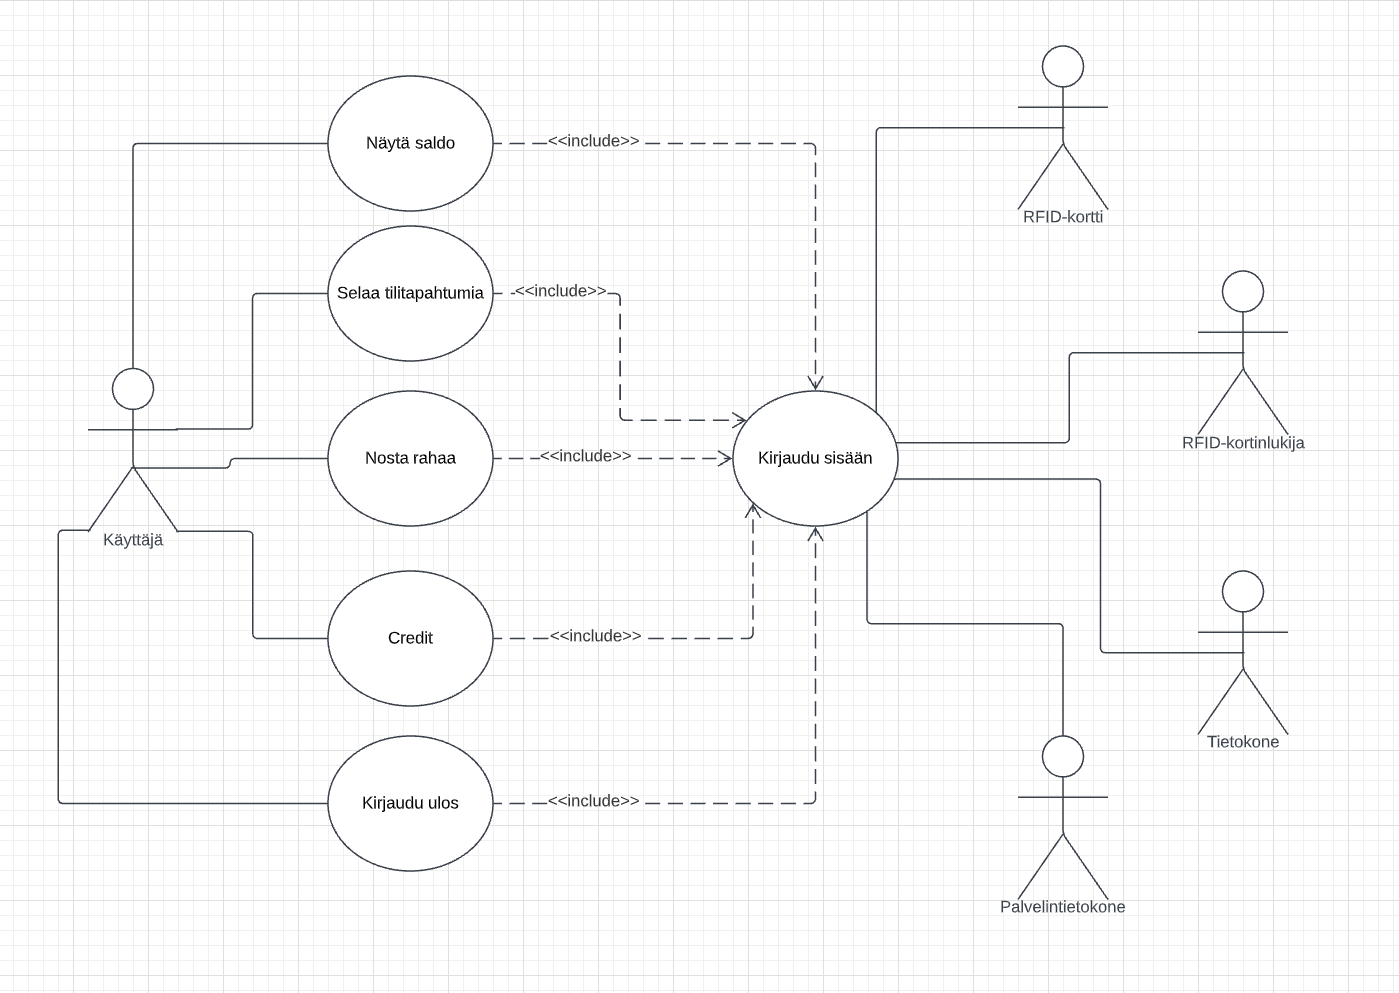 Näytä saldo
<<include>>
RFID-kortti
Selaa tilitapahtumia
<<include>>
RFID-kortinlukija
Nosta rahaa
<<include>>
Kirjaudu sisään
Käyttäjä
Credit
<<include>>
Tietokone
Kirjaudu ulos
<<include>>
Palvelintietokone